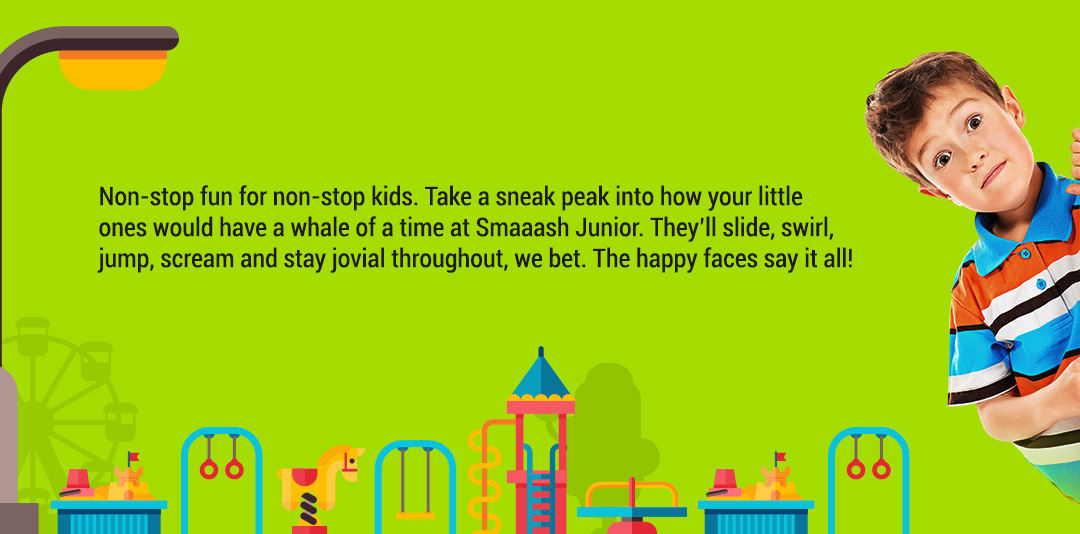 Non-stop fun for non-stop kids. Take a sneak peak into how your little
ones would have a whale of a time at Smaaash Junior. They'll slide, swirl,
jump, scream and stay jovial throughout, we bet. The happy faces say it all!